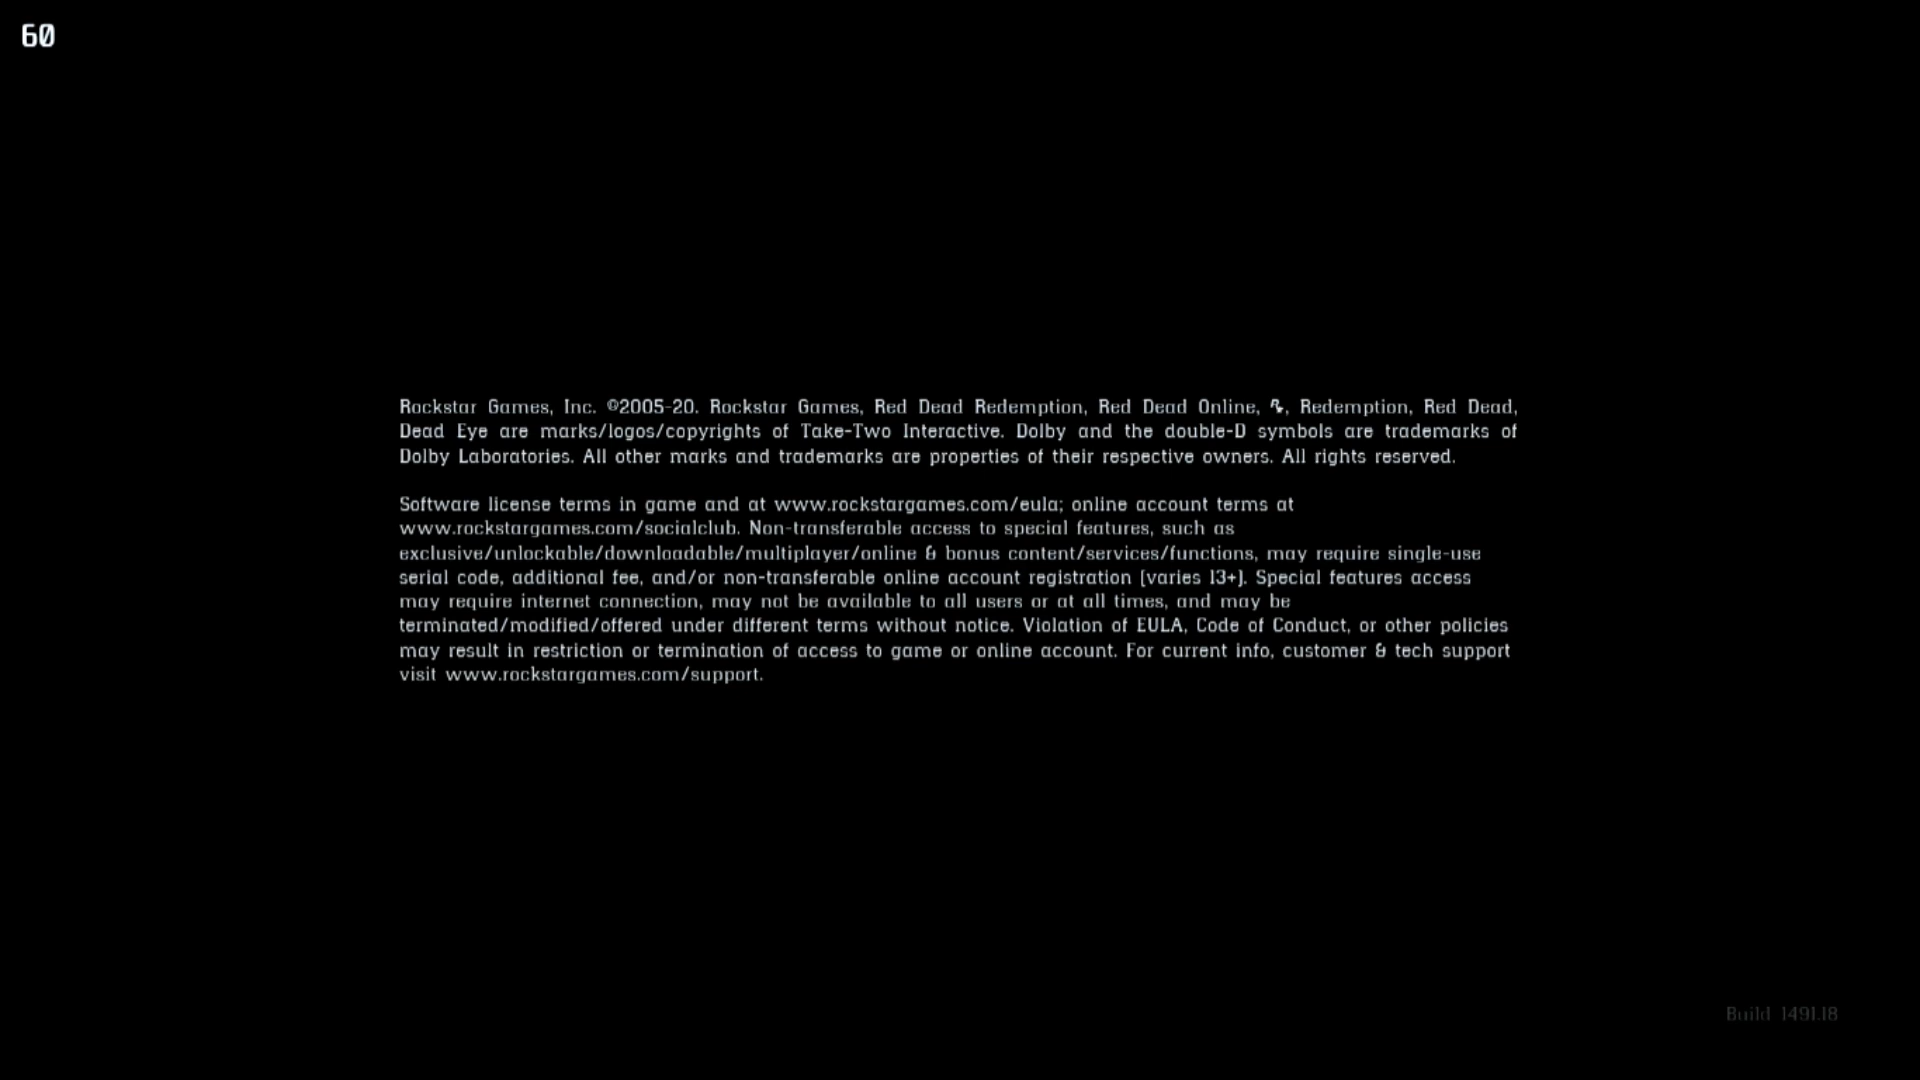 60
Rockstar Games, Inc. ©2005-20. Rockstar Games, Red Dead Redemption, Red Dead Online, R*, Redemption, Red Dead,
Dead Eye are marks/logos/copyrights of Take-Two Interactive. Dolby and the double-D symbols are trademarks of
Dolby Laboratories. All other marks and trademarks are properties of their respective owners. All rights reserved.
Software license terms in game and at www.rockstargames.com/eula; online account terms at
www.rockstargames.com/socialclub. Non-transferable access to special features, such as
exclusive/unlockable/downloadable/multiplayer/online & bonus content/services/functions, may require single-use
serial code, additional fee, and/or non-transferable online account registration (varies 13+). Special features access
may require internet connection, may not be available to all users or at all times, and may be
terminated/modified/offered under different terms without notice. Violation of EULA, Code of Conduct, or other policies
may result in restriction or termination of access to game or online account. For current info, customer & tech support
visit www.rockstargames.com/support.
Build 1491.18